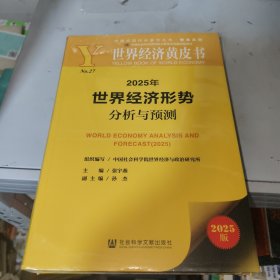 世界经济黄皮书
YELLOW BOOK OF WORLD ECONOMY
No.27
2025年
世界经济形势
分析与预测
WORLD ECONOMY ANALYSIS AND
FORECAST(2025)
组织编写 / 中国社会科学院世界经济与政治研究所
主 编 / 张宇燕
副主编 / 孙 杰
2025
版
社会科学文献出版社